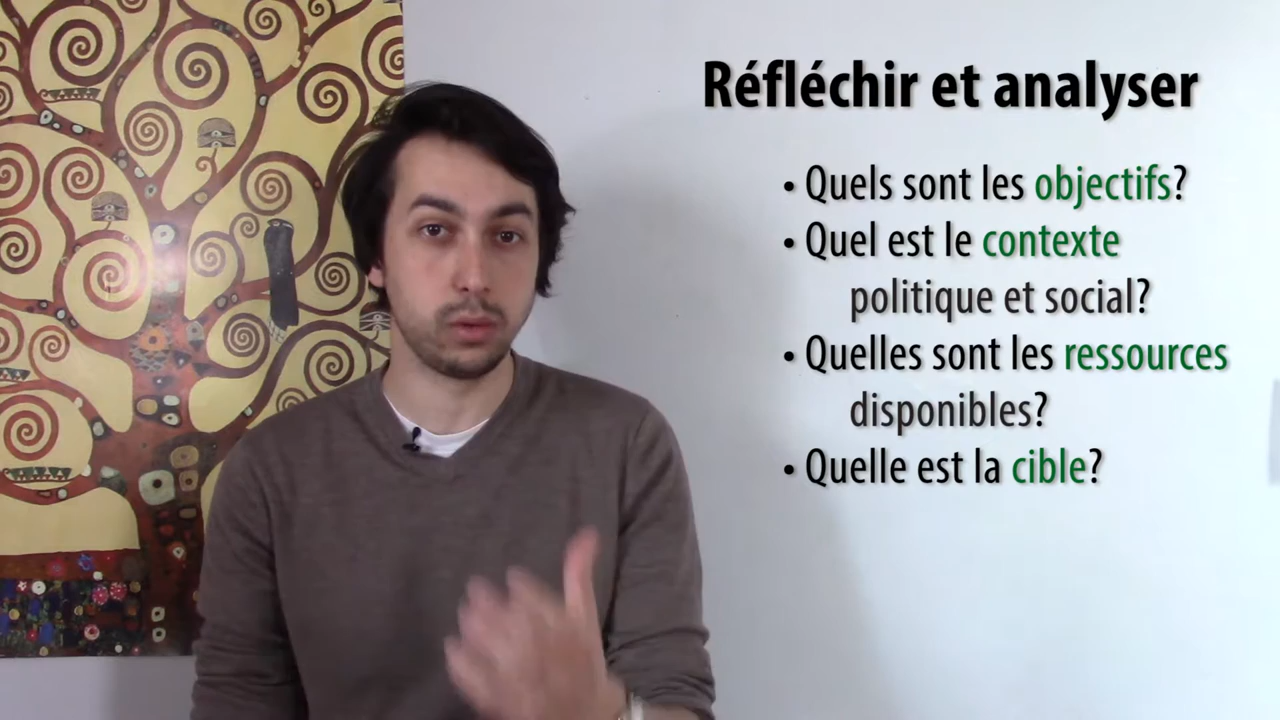 Réfléchir et analyser
• Quels sont les objectifs?
• Quel est le contexte
politique et social?
• Quelles sont les ressources
disponibles?
• Quelle est la cible?